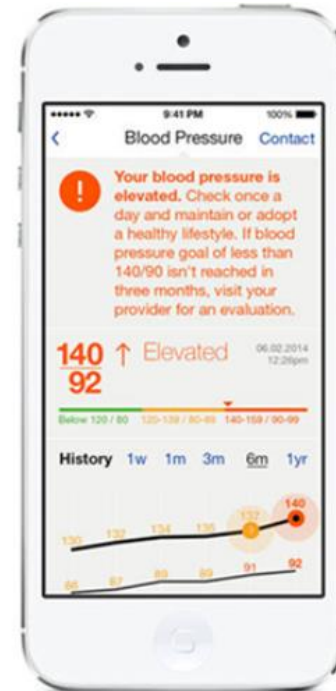 9:41 PM
100%
Blood Pressure
Contact
Your blood pressure is
elevated. Check once a
day and maintain or adopt
a healthy lifestyle. If blood
pressure goal of less than
140/90 isn't reached in
three months, visit your
provider for an evaluation.
140
92
↑ Elevated
06.02.2014
12:26pm
Below 120 / 80
120-139 / 80-89
140-159 / 90-99
History 1w 1m 3m 6m 1yr
130 132 134 135 137 140
86 87 89 89 91 92